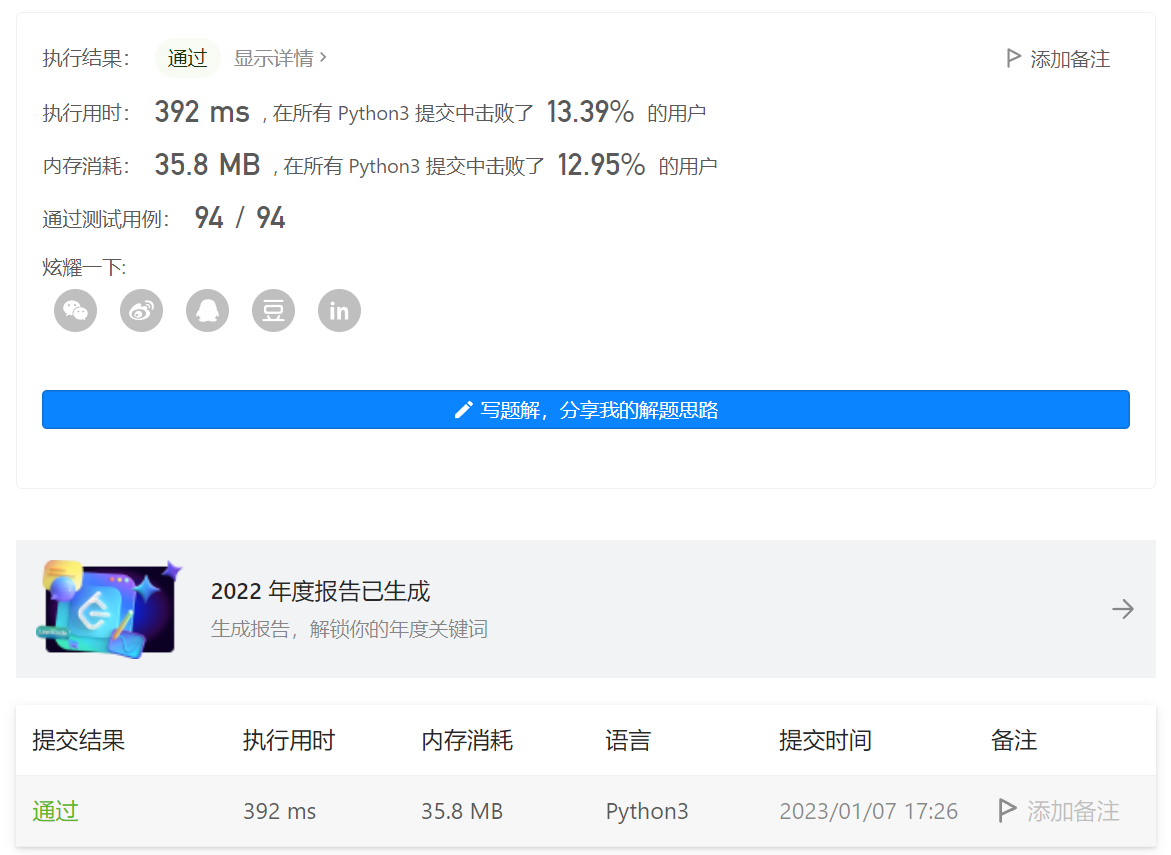 执行结果： 通过 显示详情 > 添加备注
执行用时： 392 ms , 在所有 Python3 提交中击败了 13.39% 的用户
内存消耗： 35.8 MB , 在所有 Python3 提交中击败了 12.95% 的用户
通过测试用例： 94 / 94
炫耀一下:
豆 in
写题解，分享我的解题思路
2022 年度报告已生成
生成报告，解锁你的年度关键词
提交结果 执行用时 内存消耗 语言 提交时间 备注
通过 392 ms 35.8 MB Python3 2023/01/07 17:26 添加备注